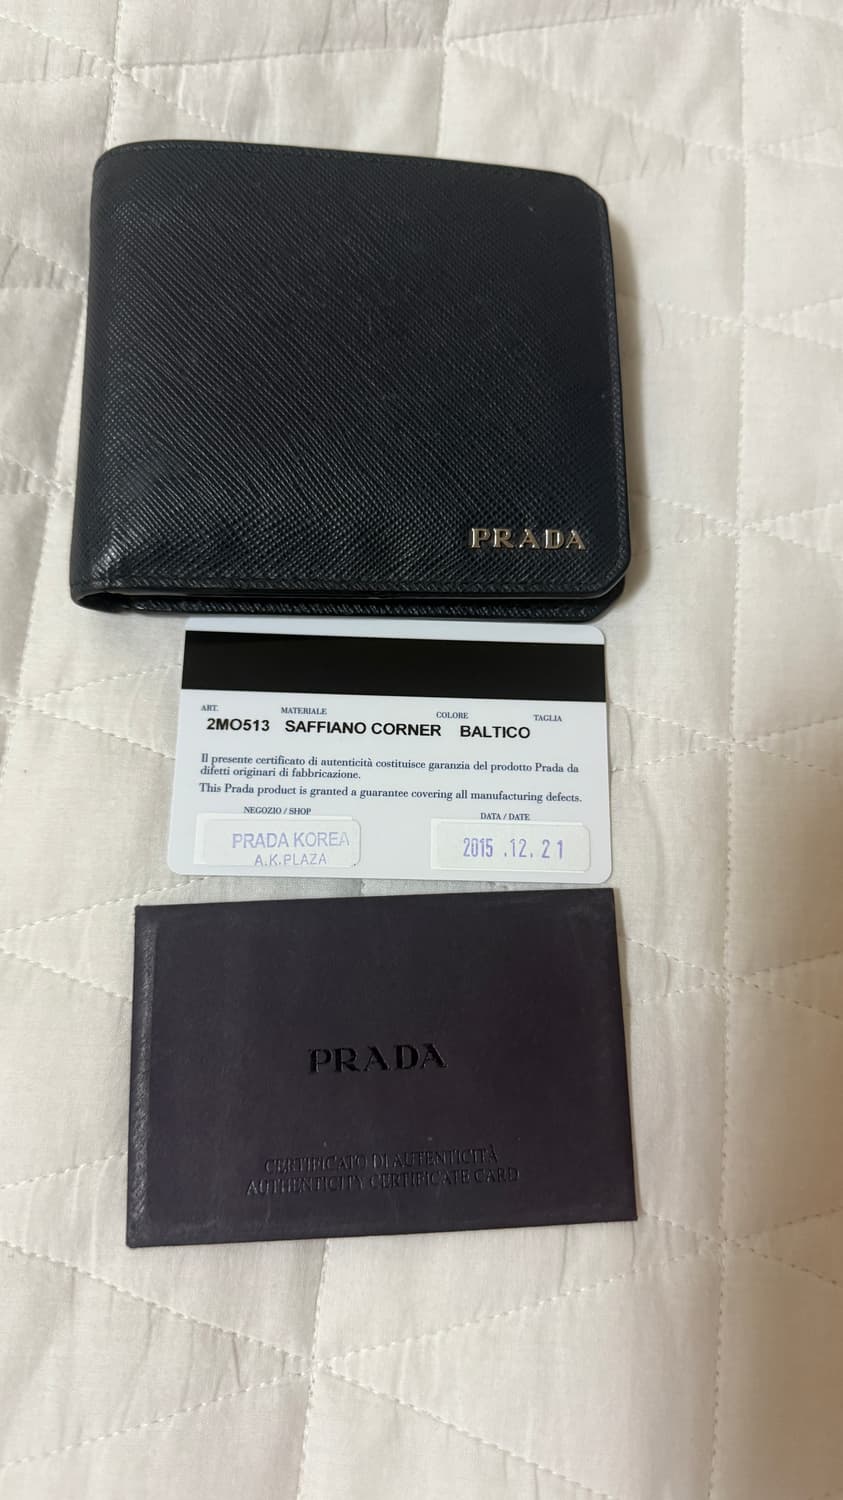 PRADA
ART. MATERIALE COLORE TAGLIA
2MO513 SAFFIANO CORNER BALTICO
Il presente certificato di autenticità costituisce garanzia del prodotto Prada da
difetti originari di fabbricazione.
This Prada product is granted a guarantee covering all manufacturing defects.
NEGOZIO / SHOP DATA / DATE
PRADA KOREA 2015 .12. 21
A.K.PLAZA
PRADA
CERTIFICATO DI AUTENTICITÀ
AUTHENTICITY CERTIFICATE CARD